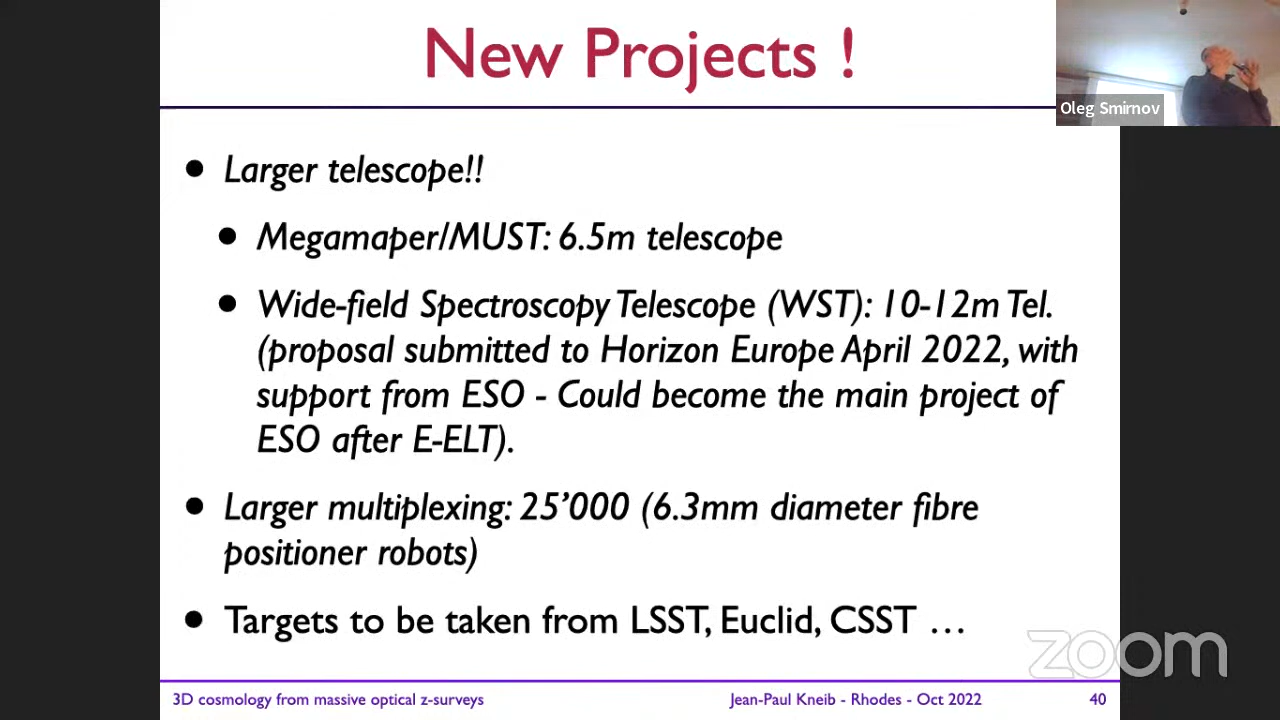 New Projects !
Oleg Smirnov
Larger telescope!!
Megamaper/MUST: 6.5m telescope
Wide-field Spectroscopy Telescope (WST): 10-12m Tel.
(proposal submitted to Horizon Europe April 2022, with
support from ESO - Could become the main project of
ESO after E-ELT).
Larger multiplexing: 25’000 (6.3mm diameter fibre
positioner robots)
Targets to be taken from LSST, Euclid, CSST …
zoom
3D cosmology from massive optical z-surveys
Jean-Paul Kneib - Rhodes - Oct 2022
40